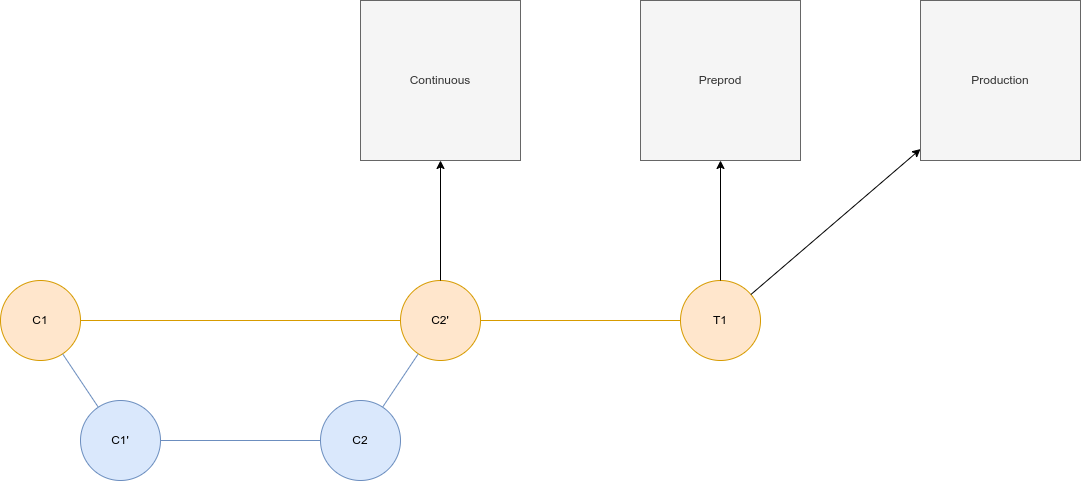 Continuous
Preprod
Production
C1
C2'
T1
C1'
C2